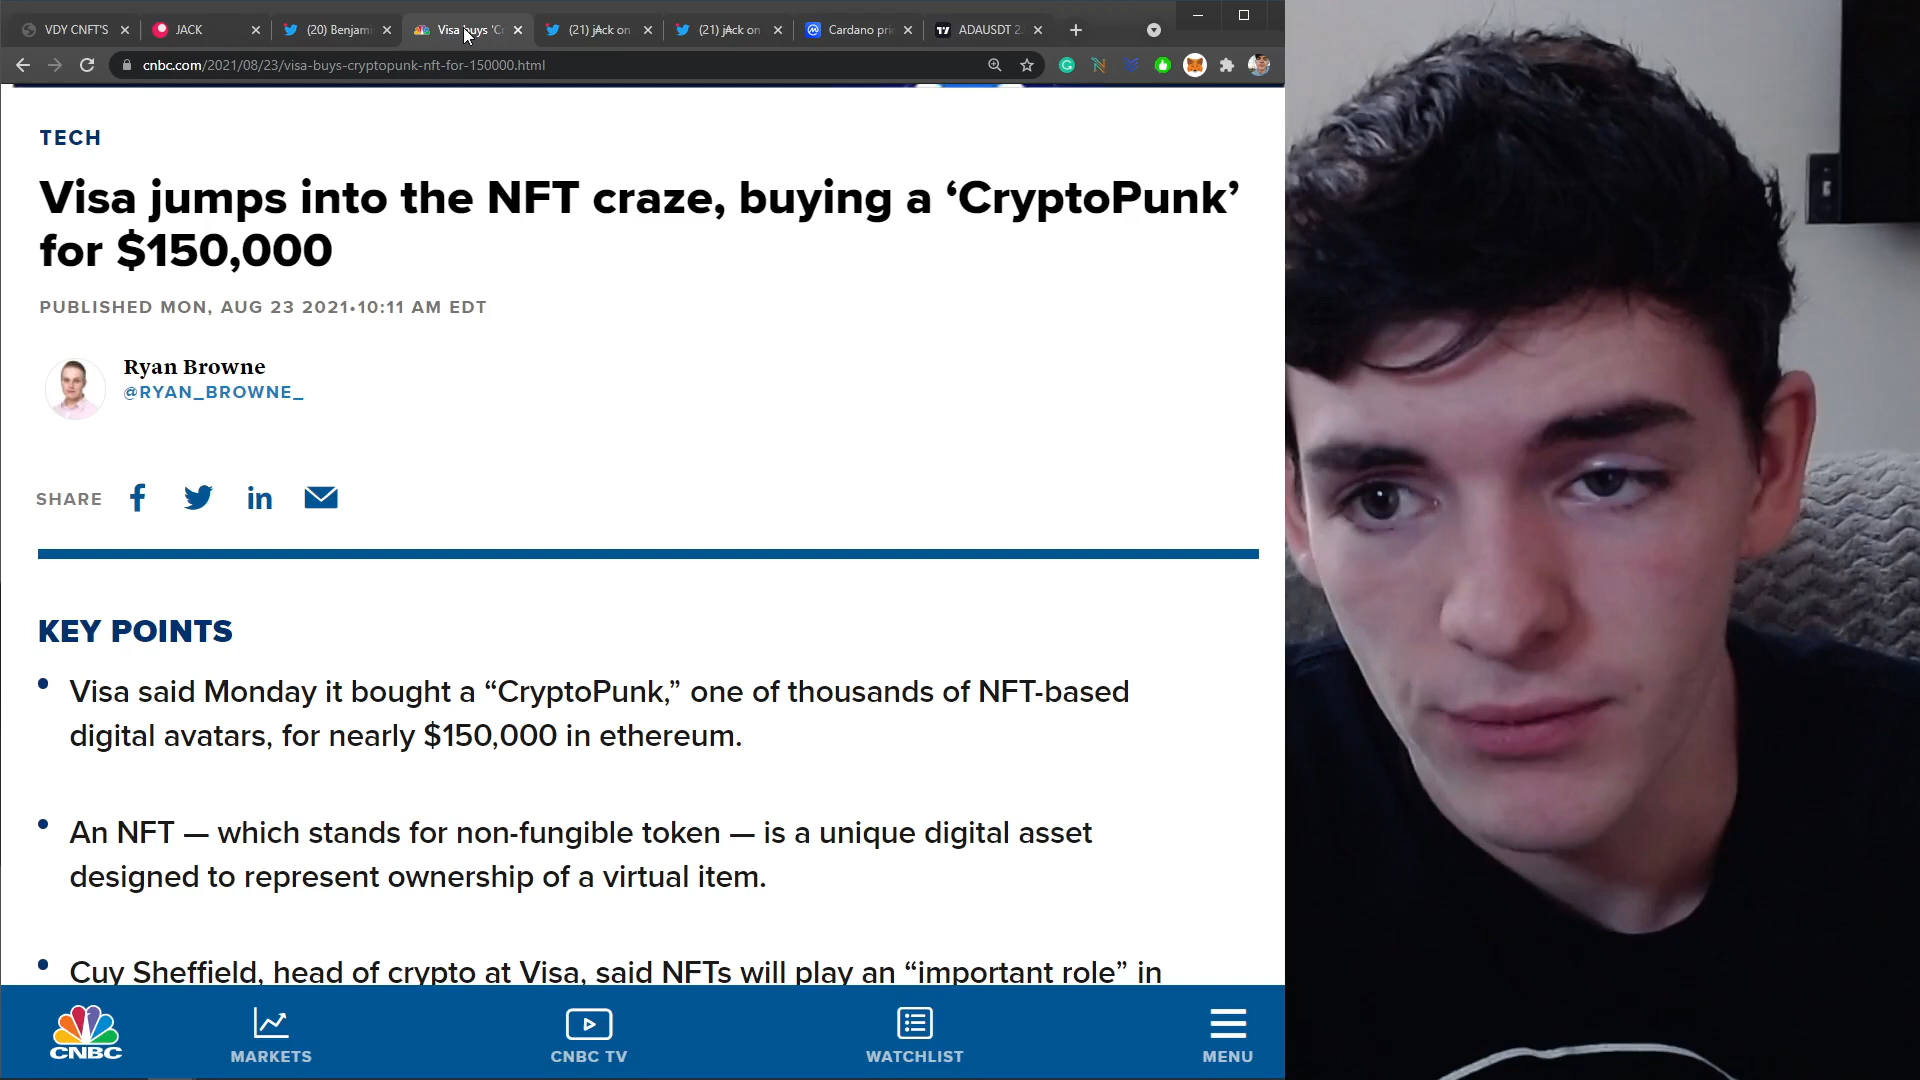 VDY CNFT'S
JACK
(20) Benjami
Visa buys 'C
(21) jack on
(21) jack on
Cardano pri
ADAUSDT 2
cnbc.com/2021/08/23/visa-buys-cryptopunk-nft-for-150000.html
TECH
Visa jumps into the NFT craze, buying a ‘CryptoPunk’
for $150,000
PUBLISHED MON, AUG 23 2021•10:11 AM EDT
Ryan Browne
@RYAN_BROWNE_
SHARE
KEY POINTS
Visa said Monday it bought a “CryptoPunk,” one of thousands of NFT-based
digital avatars, for nearly $150,000 in ethereum.
An NFT — which stands for non-fungible token — is a unique digital asset
designed to represent ownership of a virtual item.
Cuy Sheffield, head of crypto at Visa, said NFTs will play an “important role” in
CNBC
MARKETS
CNBC TV
WATCHLIST
MENU